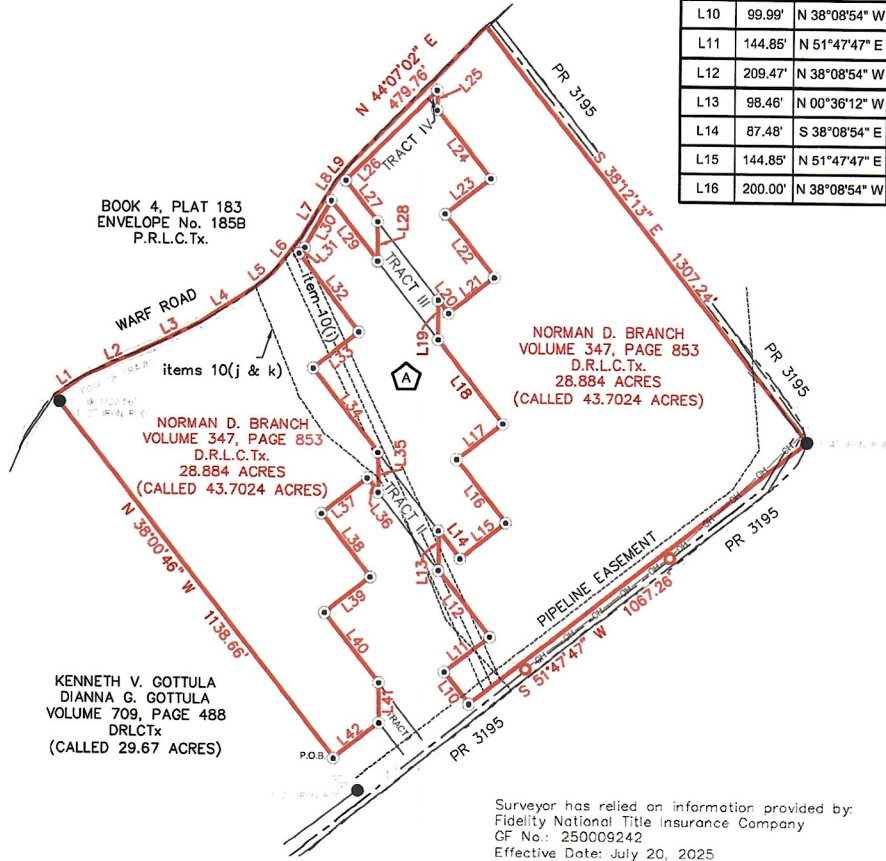 L10 99.99' N 38°08'54" W
L11 144.85' N 51°47'47" E
L12 209.47' N 38°08'54" W
L13 98.46' N 00°36'12" W
L14 87.48' S 38°08'54" E
L15 144.85' N 51°47'47" E
L16 200.00' N 38°08'54" W
N 44°07'02" E
479.76'
PR 3195
L25
TRACT IV
L26
L24
L8
L9
L23
L27
L28
L7
BOOK 4, PLAT 183
ENVELOPE No. 185B
P.R.L.C.Tx.
L30
L29
L31
L6
L5
TRACT III
L22
L21
L20
L19
S 38°12'13" E
1307.24'
item 10(i)
L32
L4
WARF ROAD
L3
L2
L1
L33
items 10(j & k)
NORMAN D. BRANCH
VOLUME 347, PAGE 853
D.R.L.C.Tx.
28.884 ACRES
(CALLED 43.7024 ACRES)
PR 3195
A
L18
L34
L17
NORMAN D. BRANCH
VOLUME 347, PAGE 853
D.R.L.C.Tx.
28.884 ACRES
(CALLED 43.7024 ACRES)
L35
L16
L36
L37
TRACT II
L38
L14
L15
L13
N 38°00'46" W
1138.66'
PIPELINE EASEMENT
OH OH OH OH OH OH
PR 3195
S 51°47'47" W 1067.26'
L39
L12
L40
L11
L10
L41
L42
TRACT I
KENNETH V. GOTTULA
DIANNA G. GOTTULA
VOLUME 709, PAGE 488
DRLCTx
(CALLED 29.67 ACRES)
P.O.B.
PR 3195
Surveyor has relied on information provided by:
Fidelity National Title Insurance Company
GF No.: 250009242
Effective Date: July 20, 2025